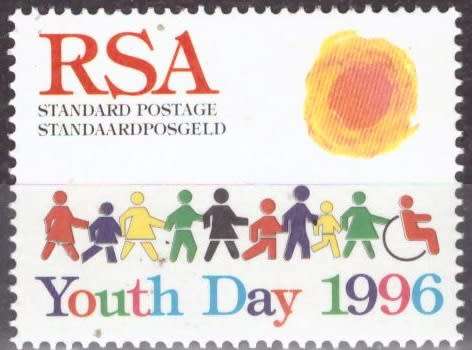 RSA
STANDARD POSTAGE
STANDAARDPOSGELD
Youth Day 1996